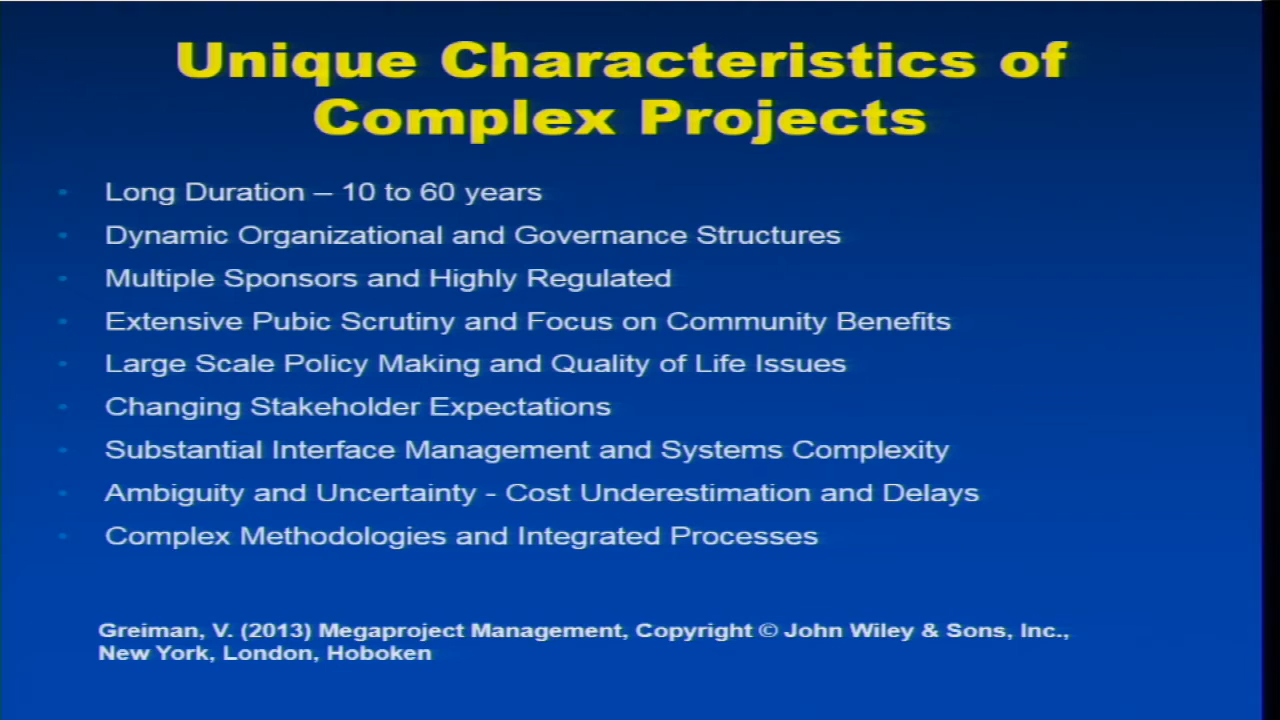 Unique Characteristics of
Complex Projects
• Long Duration – 10 to 60 years
• Dynamic Organizational and Governance Structures
• Multiple Sponsors and Highly Regulated
• Extensive Pubic Scrutiny and Focus on Community Benefits
• Large Scale Policy Making and Quality of Life Issues
• Changing Stakeholder Expectations
• Substantial Interface Management and Systems Complexity
• Ambiguity and Uncertainty - Cost Underestimation and Delays
• Complex Methodologies and Integrated Processes
Greiman, V. (2013) Megaproject Management, Copyright © John Wiley & Sons, Inc.,
New York, London, Hoboken